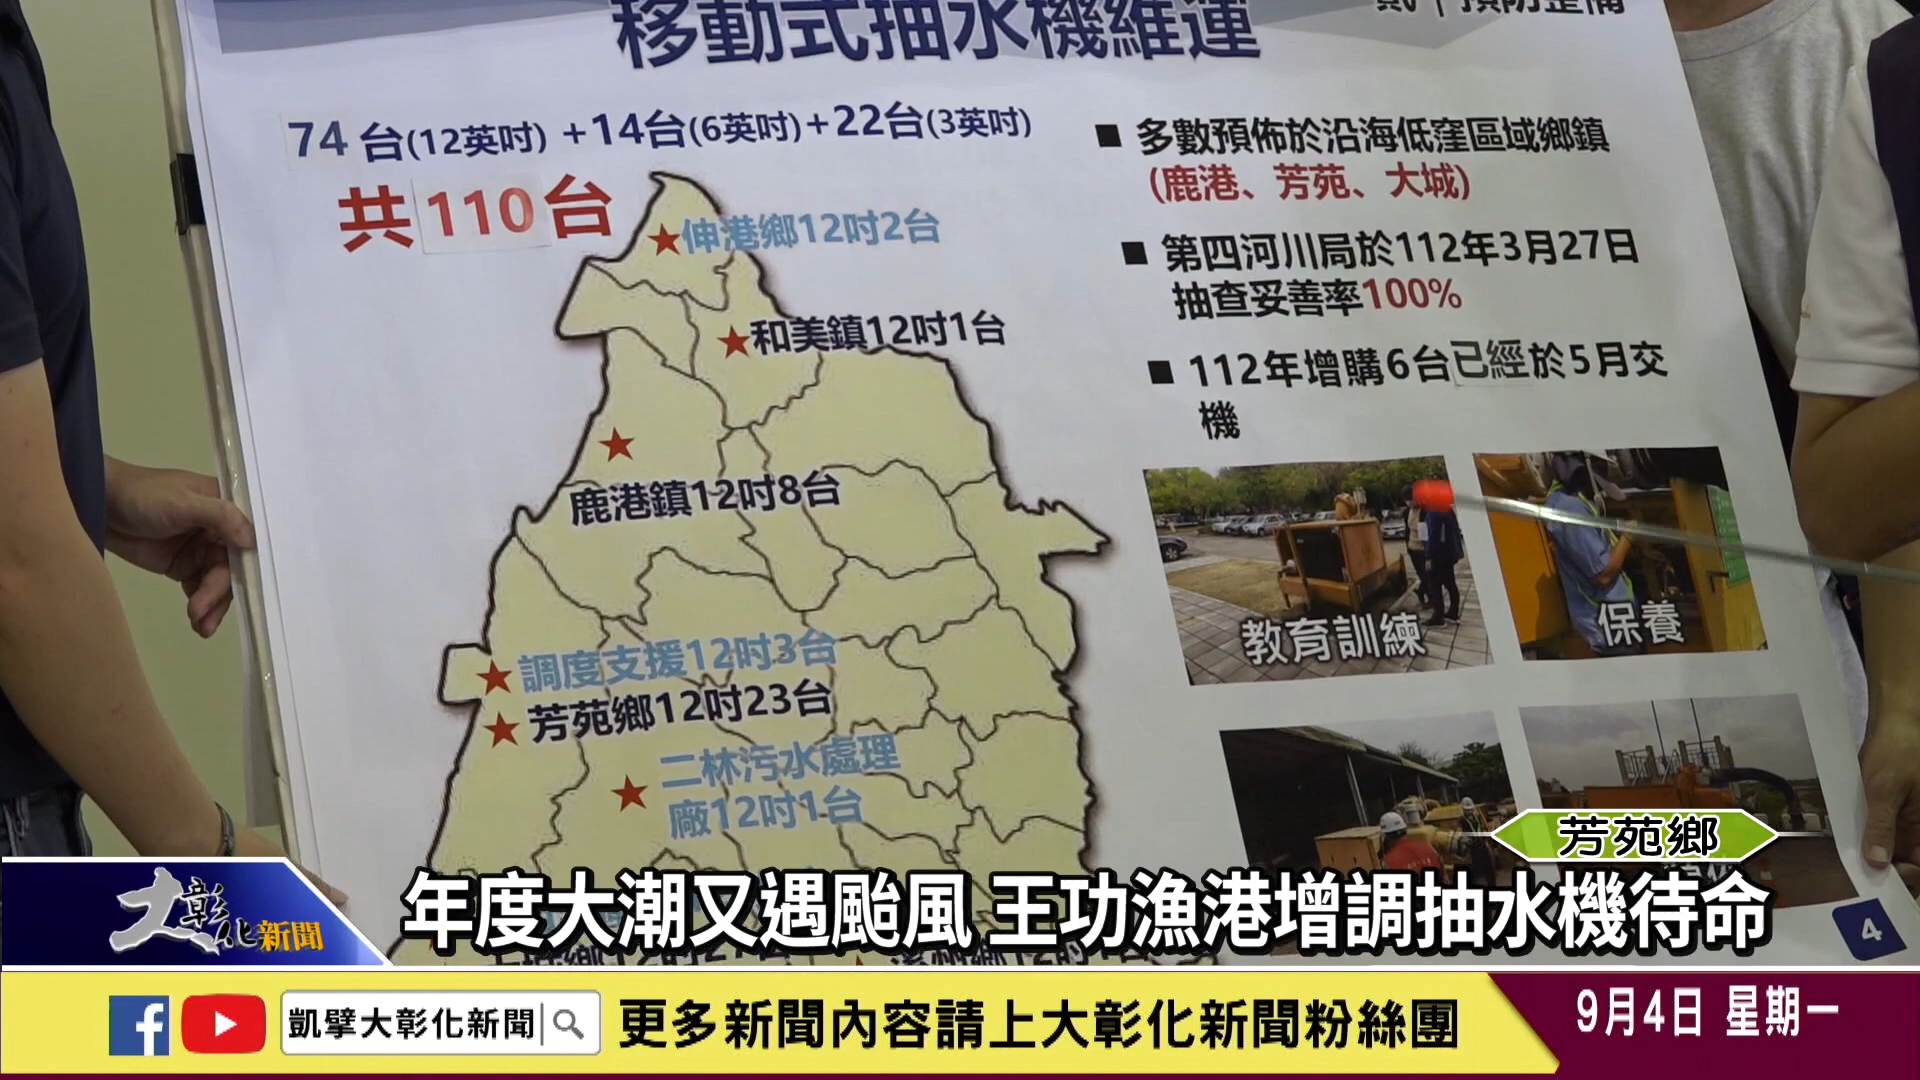 移動式抽水機維運
貳｜預防整備
74台(12英吋)＋14台(6英吋)+22台(3英吋)
共110台
伸港鄉12吋2台
和美鎮12吋1台
鹿港鎮12吋8台
調度支援12吋3台
芳苑鄉12吋23台
二林污水處理
廠12吋1台
■ 多數預佈於沿海低窪區域鄉鎮
(鹿港、芳苑、大城)
■ 第四河川局於112年3月27日
抽查妥善率100%
■ 112年增購6台已經於5月交
機
教育訓練
保養
4
芳苑鄉
大彰化新聞
年度大潮又遇颱風 王功漁港增調抽水機待命
凱擘大彰化新聞
更多新聞內容請上大彰化新聞粉絲團
9月4日 星期一